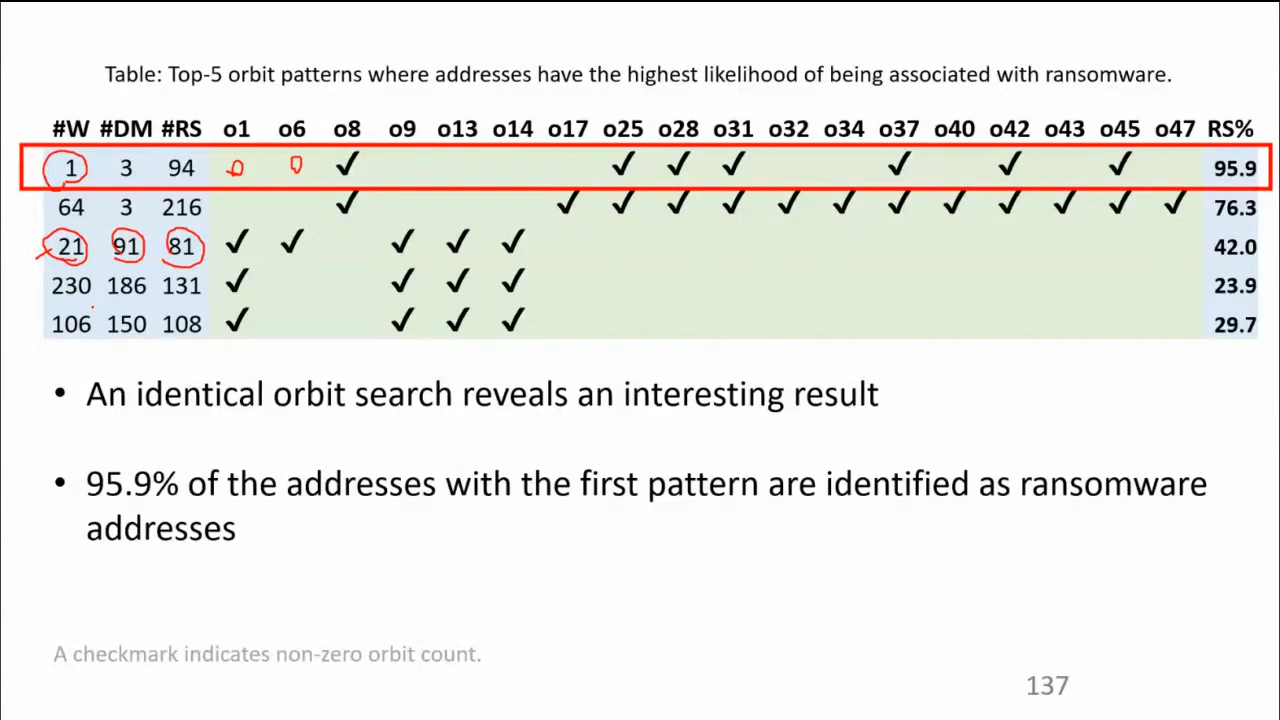 Table: Top-5 orbit patterns where addresses have the highest likelihood of being associated with ransomware.
#W #DM #RS o1 o6 o8 o9 o13 o14 o17 o25 o28 o31 o32 o34 o37 o40 o42 o43 o45 o47 RS%
1 3 94 0 0 ✓ ✓ ✓ ✓ ✓ ✓ ✓ 95.9
64 3 216 ✓ ✓ ✓ ✓ ✓ ✓ ✓ ✓ ✓ ✓ ✓ ✓ ✓ 76.3
21 91 81 ✓ ✓ ✓ ✓ ✓ 42.0
230 186 131 ✓ ✓ ✓ ✓ 23.9
106 150 108 ✓ ✓ ✓ ✓ 29.7
• An identical orbit search reveals an interesting result
• 95.9% of the addresses with the first pattern are identified as ransomware
addresses
A checkmark indicates non-zero orbit count.
137